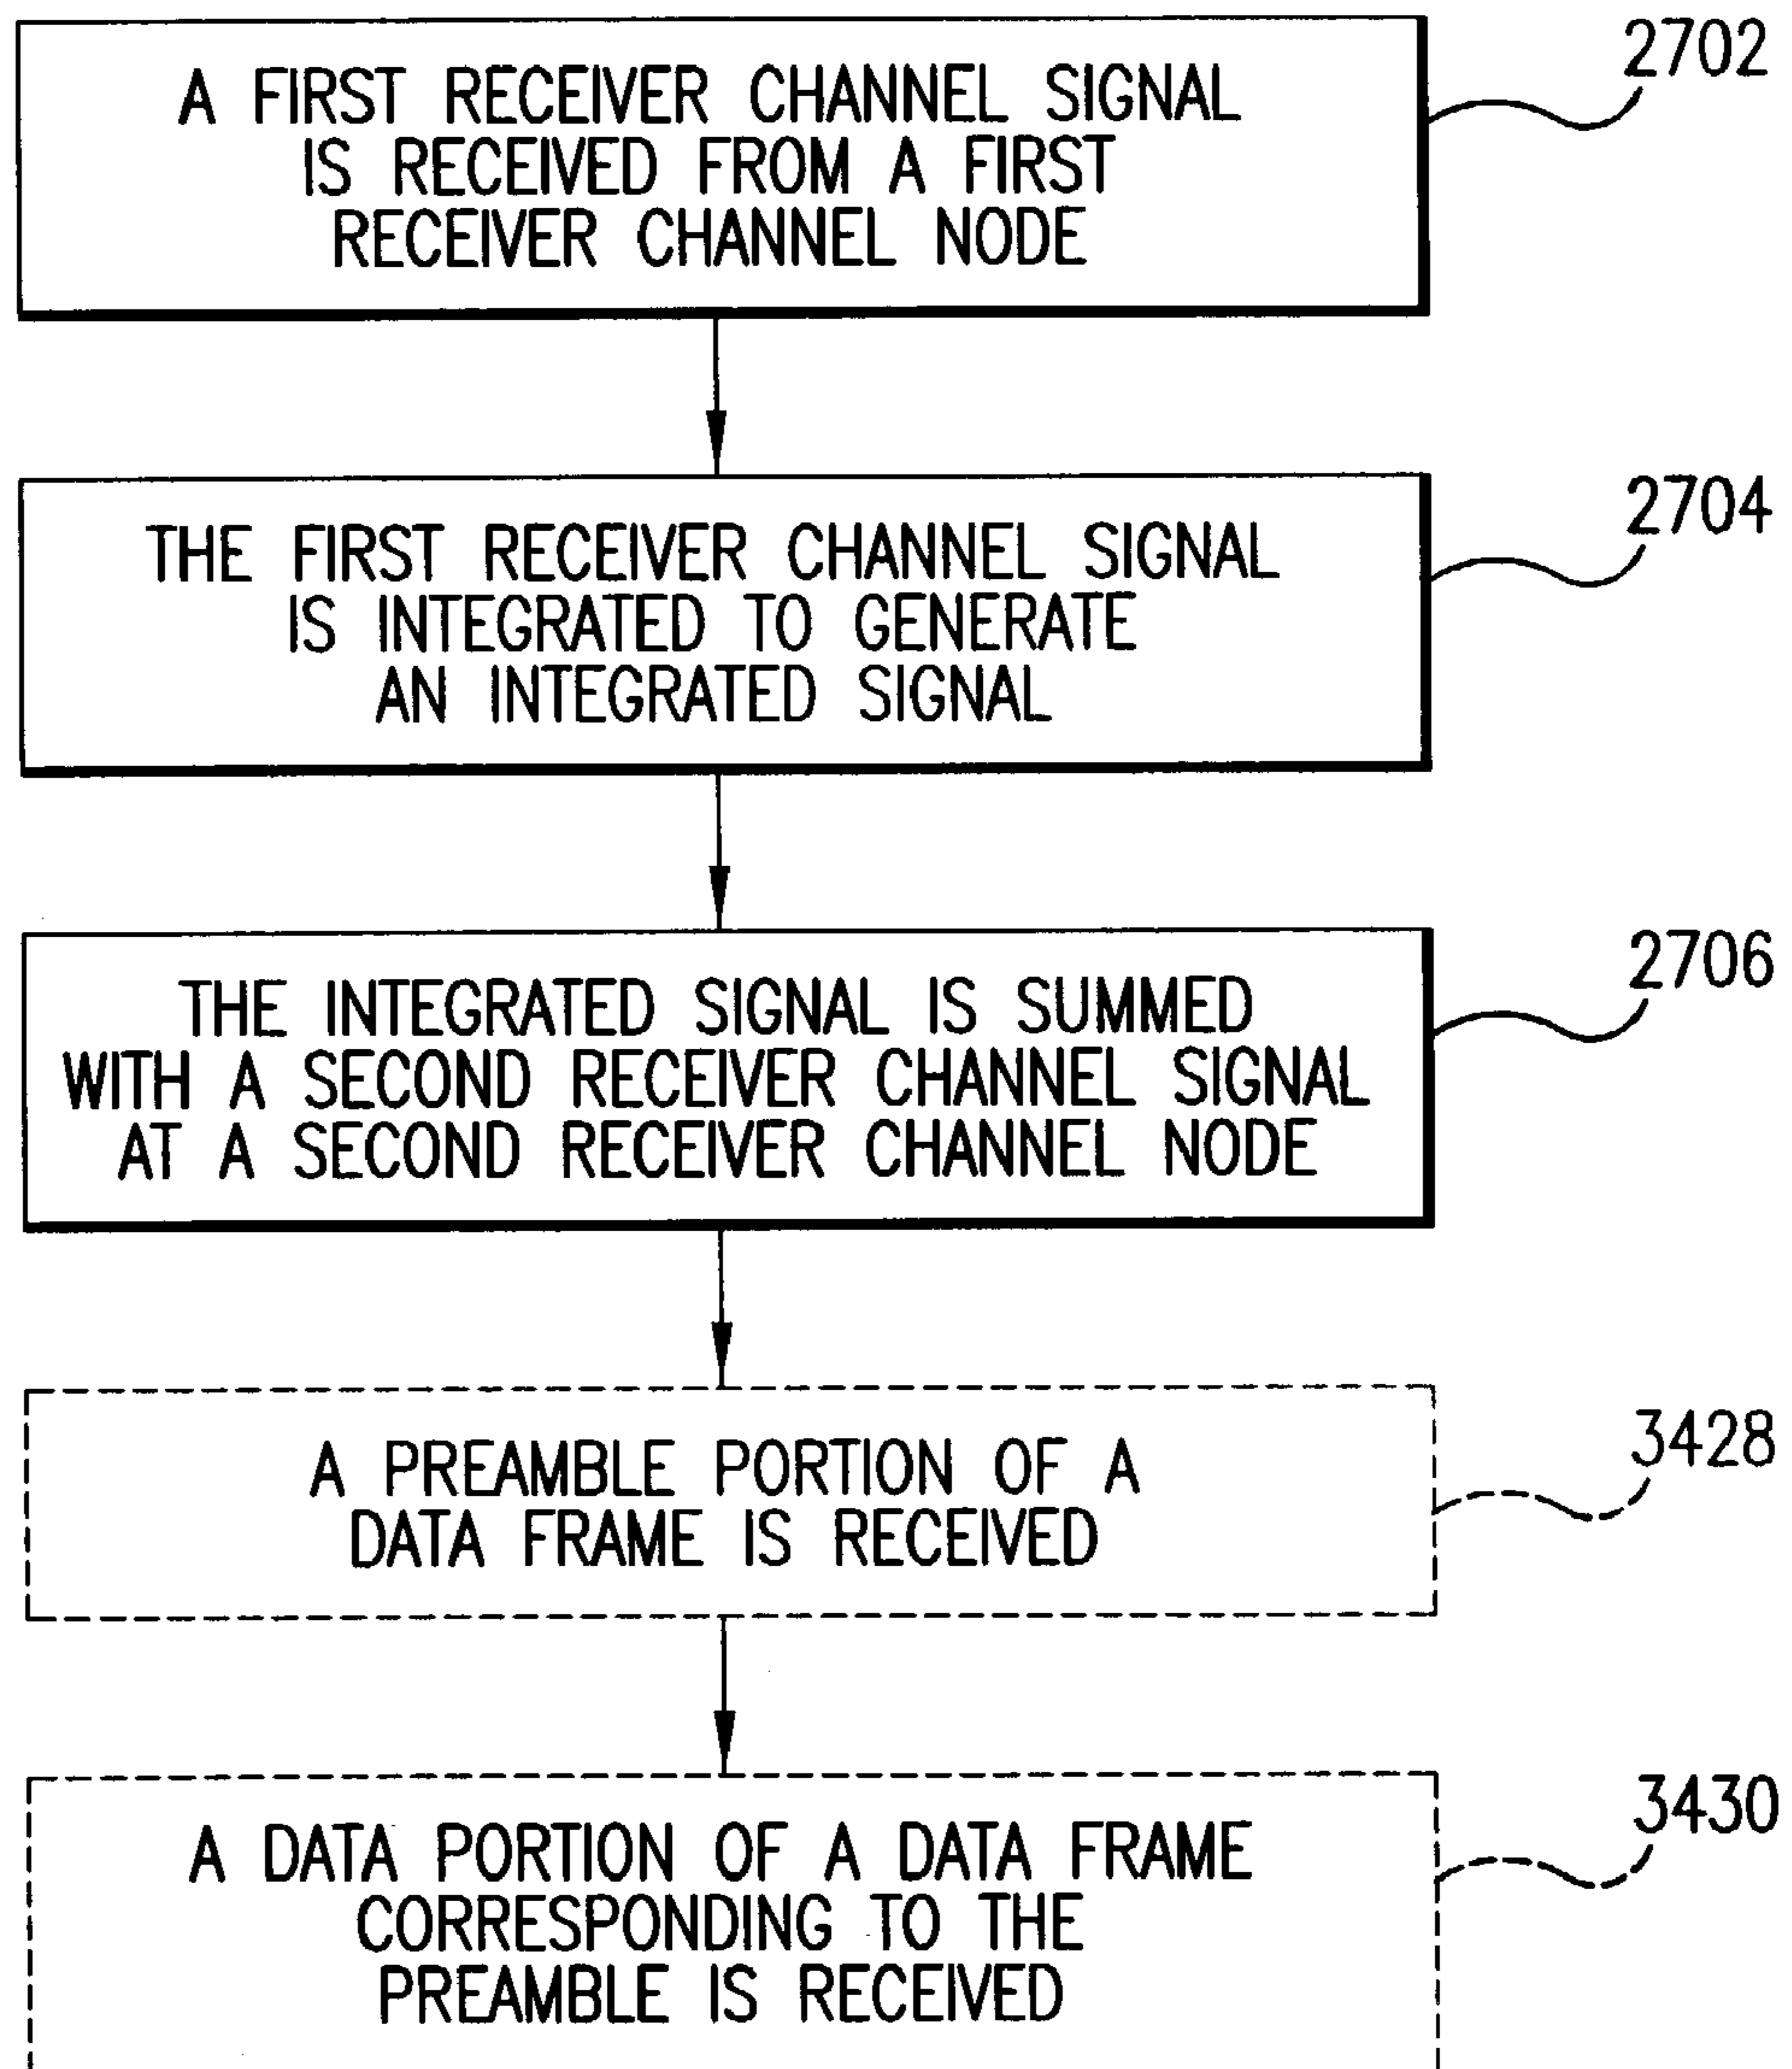 A FIRST RECEIVER CHANNEL SIGNAL
IS RECEIVED FROM A FIRST
RECEIVER CHANNEL NODE
2702
THE FIRST RECEIVER CHANNEL SIGNAL
IS INTEGRATED TO GENERATE
AN INTEGRATED SIGNAL
2704
THE INTEGRATED SIGNAL IS SUMMED
WITH A SECOND RECEIVER CHANNEL SIGNAL
AT A SECOND RECEIVER CHANNEL NODE
2706
A PREAMBLE PORTION OF A
DATA FRAME IS RECEIVED
3428
A DATA PORTION OF A DATA FRAME
CORRESPONDING TO THE
PREAMBLE IS RECEIVED
3430